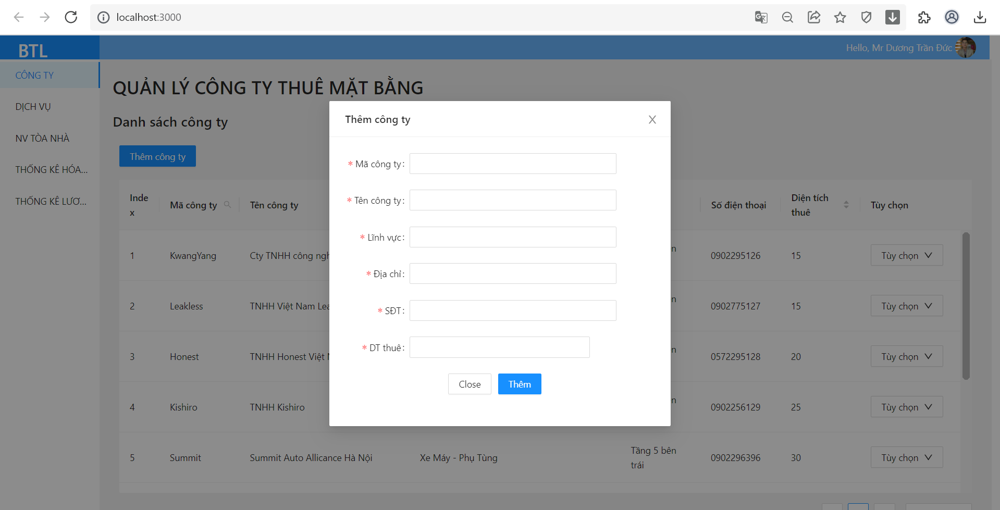 localhost:3000
BTL
Hello, Mr Dương Trần Đức
CÔNG TY
DỊCH VỤ
NV TÒA NHÀ
THỐNG KÊ HÓA...
THỐNG KÊ LƯƠ...
QUẢN LÝ CÔNG TY THUÊ MẶT BẰNG
Danh sách công ty
Thêm công ty
Inde
x
Mã công ty
Tên công ty
Số điện thoại
Diện tích
thuê
Tùy chọn
1
KwangYang
Cty TNHH công ngh
n
0902295126
15
Tùy chọn
2
Leakless
TNHH Việt Nam Lea
n
0902775127
15
Tùy chọn
3
Honest
TNHH Honest Việt N
n
0572295128
20
Tùy chọn
4
Kishiro
TNHH Kishiro
n
0902256129
25
Tùy chọn
5
Summit
Summit Auto Allicance Hà Nội
Xe Máy - Phụ Tùng
Tầng 5 bên
trái
0902296396
30
Tùy chọn
Thêm công ty
* Mã công ty:
* Tên công ty:
* Lĩnh vực:
* Địa chỉ:
* SĐT:
* DT thuê:
Close
Thêm